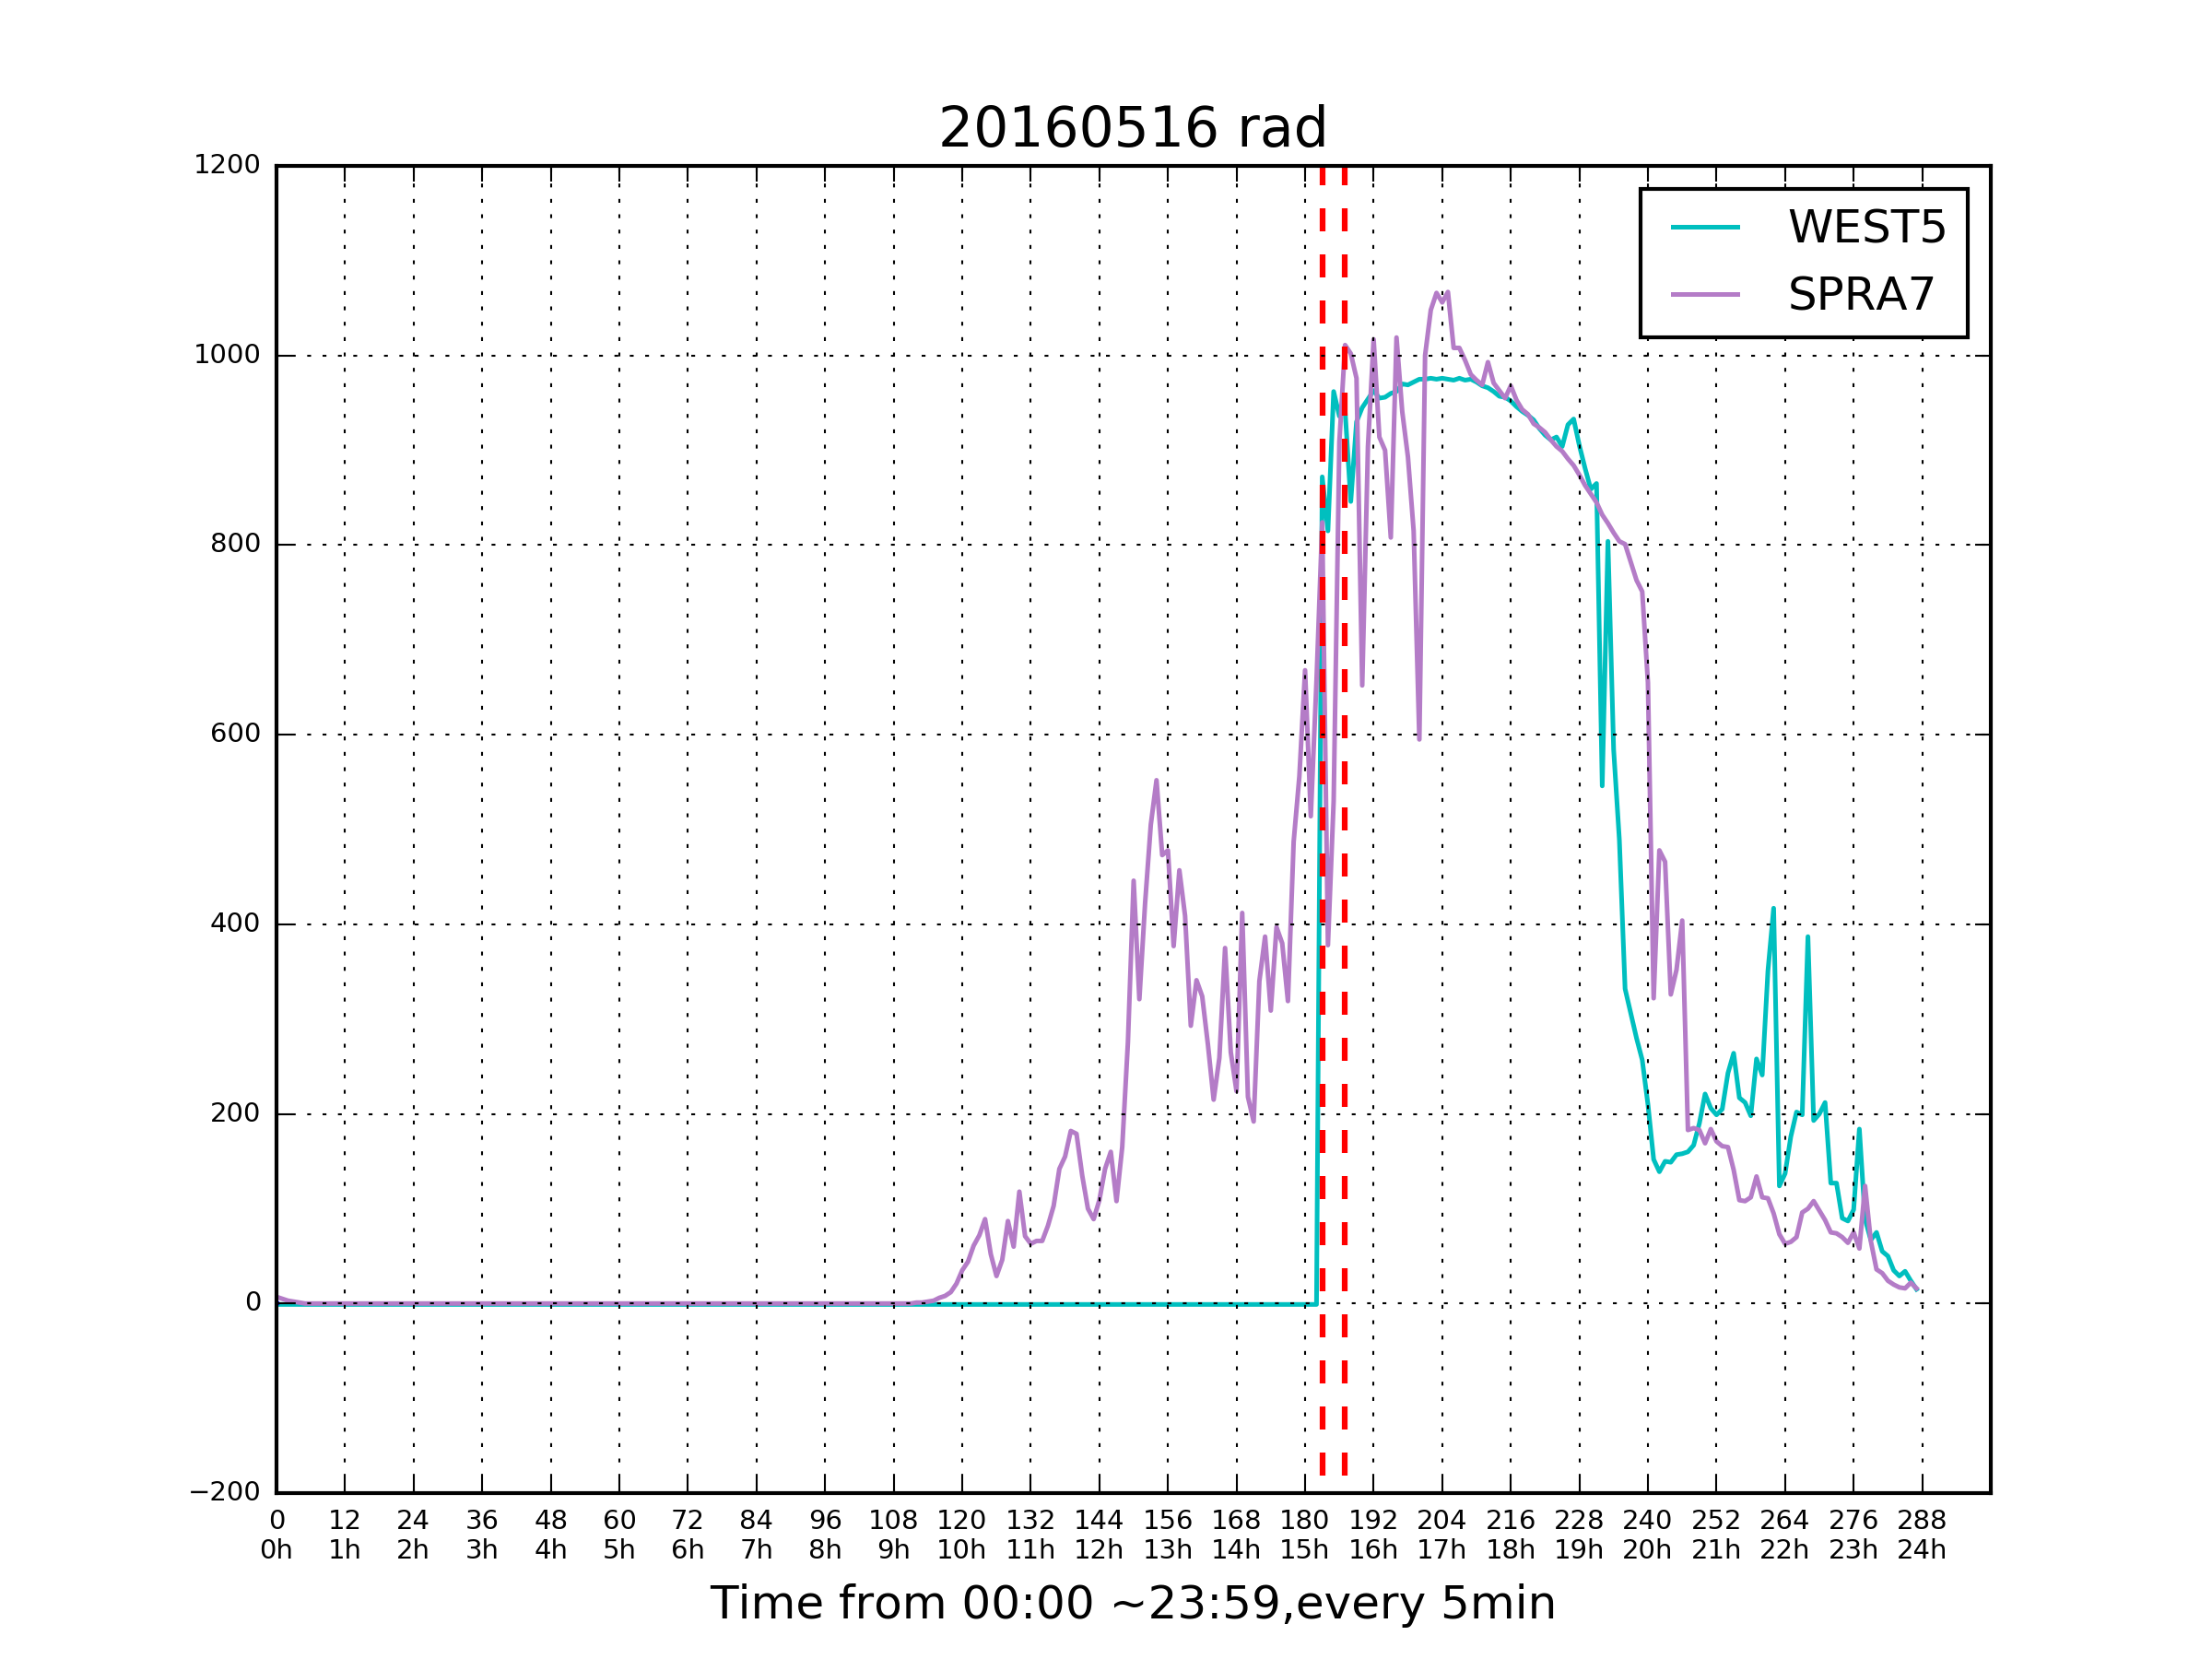 20160516 rad
1200
1000
800
600
400
200
0
−200
WEST5
SPRA7
0 12 24 36 48 60 72 84 96 108 120 132 144 156 168 180 192 204 216 228 240 252 264 276 288
0h 1h 2h 3h 4h 5h 6h 7h 8h 9h 10h 11h 12h 13h 14h 15h 16h 17h 18h 19h 20h 21h 22h 23h 24h
Time from 00:00 ~23:59,every 5min